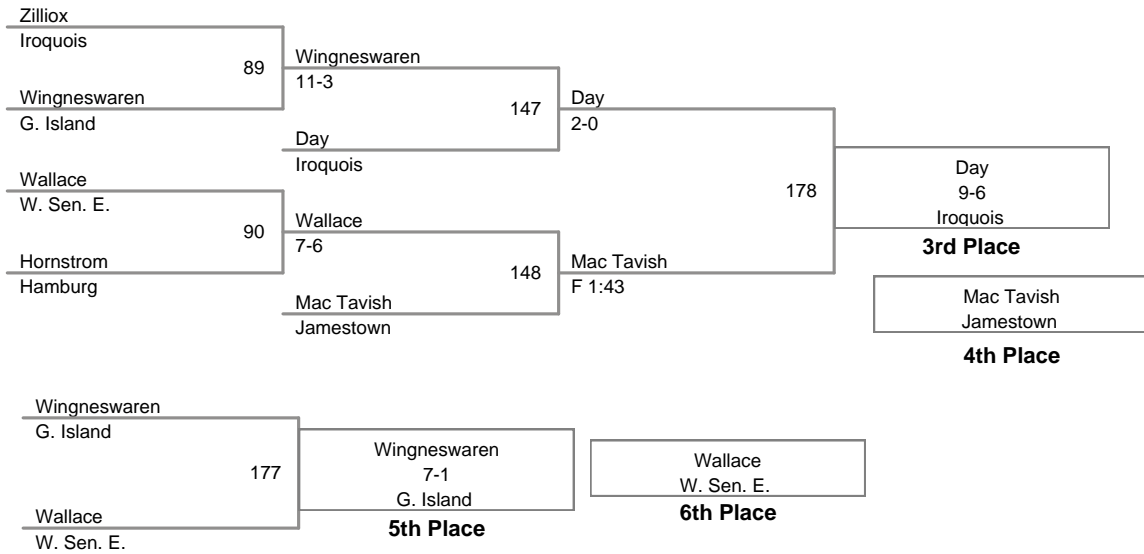 Zilliox
Iroquois
89
Wingneswaren
11-3
Wingneswaren
G. Island
147
Day
2-0
Day
Iroquois
Wallace
W. Sen. E.
90
Wallace
7-6
Hornstrom
Hamburg
148
Mac Tavish
F 1:43
Mac Tavish
Jamestown
178
Day
9-6
Iroquois
3rd Place
Mac Tavish
Jamestown
4th Place
Wingneswaren
G. Island
177
Wallace
W. Sen. E.
Wingneswaren
7-1
G. Island
5th Place
Wallace
W. Sen. E.
6th Place